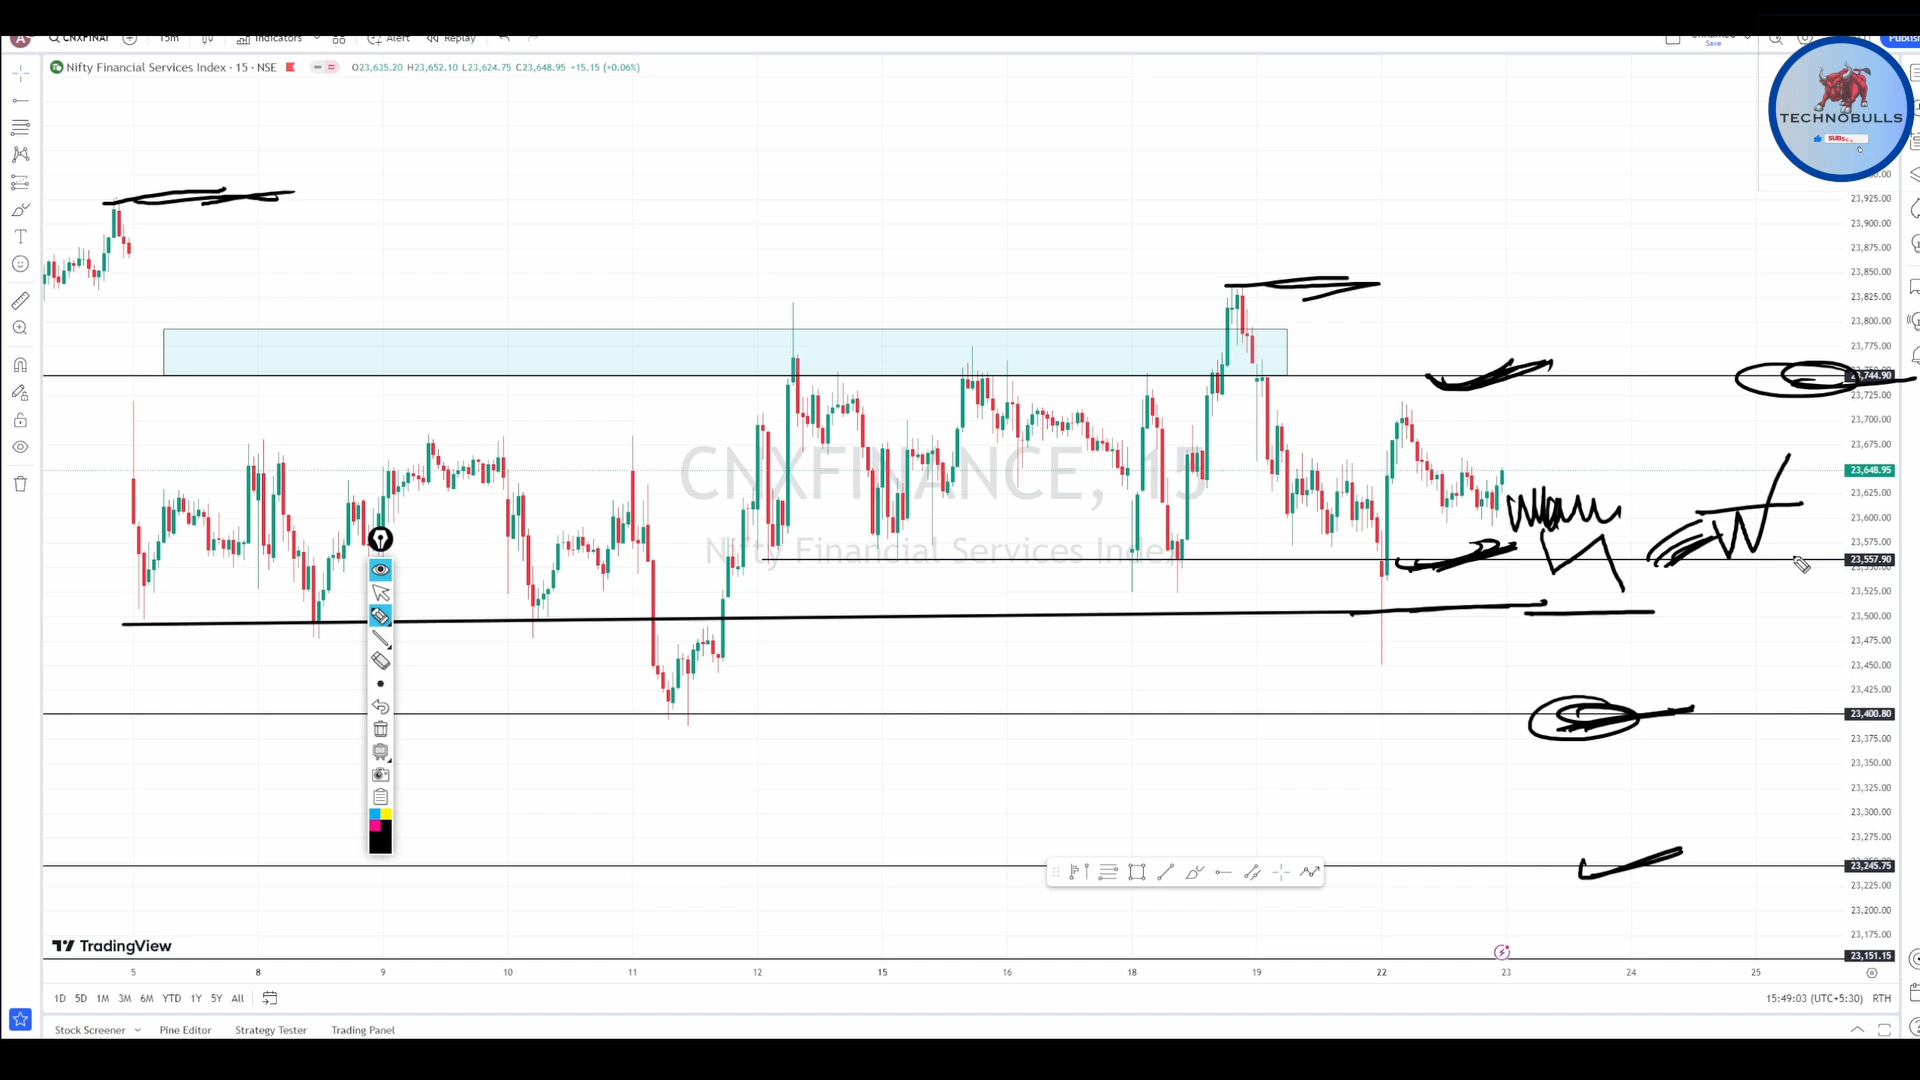 CNXFINAN
15m
Indicators
Alert
Replay
Save
Publish
Nifty Financial Services Index · 15 · NSE
O23,635.20 H23,652.10 L23,624.75 C23,648.95 +15.15 (+0.06%)
TECHNOBULLS
CNXFINANCE, 15
Nifty Financial Services Index
23,925.00
23,900.00
23,875.00
23,850.00
23,825.00
23,800.00
23,775.00
23,744.90
23,725.00
23,700.00
23,675.00
23,648.95
23,625.00
23,600.00
23,575.00
23,557.90
23,525.00
23,500.00
23,475.00
23,450.00
23,425.00
23,400.80
23,375.00
23,350.00
23,325.00
23,300.00
23,275.00
23,245.75
23,225.00
23,200.00
23,175.00
23,151.15
TradingView
5 8 9 10 11 12 15 16 18 19 22 23 24 25
1D 5D 1M 3M 6M YTD 1Y 5Y All
15:49:03 (UTC+5:30) RTH
Stock Screener Pine Editor Strategy Tester Trading Panel